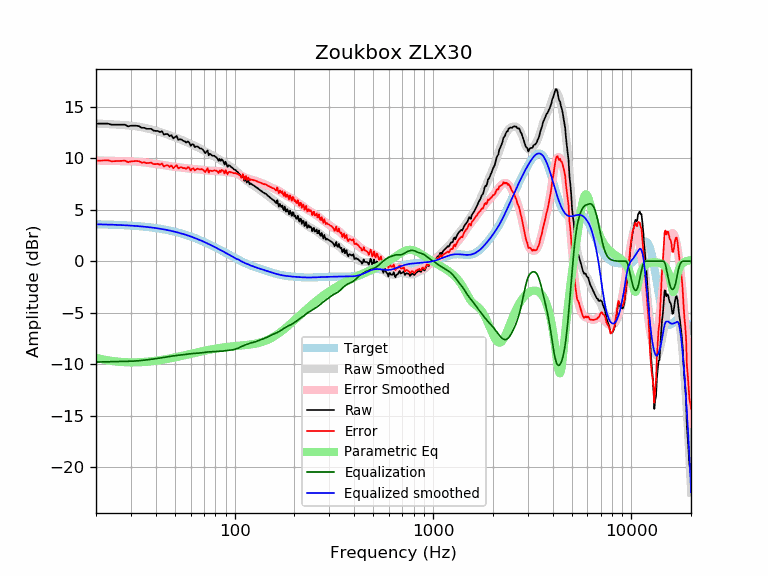 Zoukbox ZLX30
Amplitude (dBr)
15
10
5
0
−5
−10
−15
−20
Target
Raw Smoothed
Error Smoothed
Raw
Error
Parametric Eq
Equalization
Equalized smoothed
100
1000
10000
Frequency (Hz)